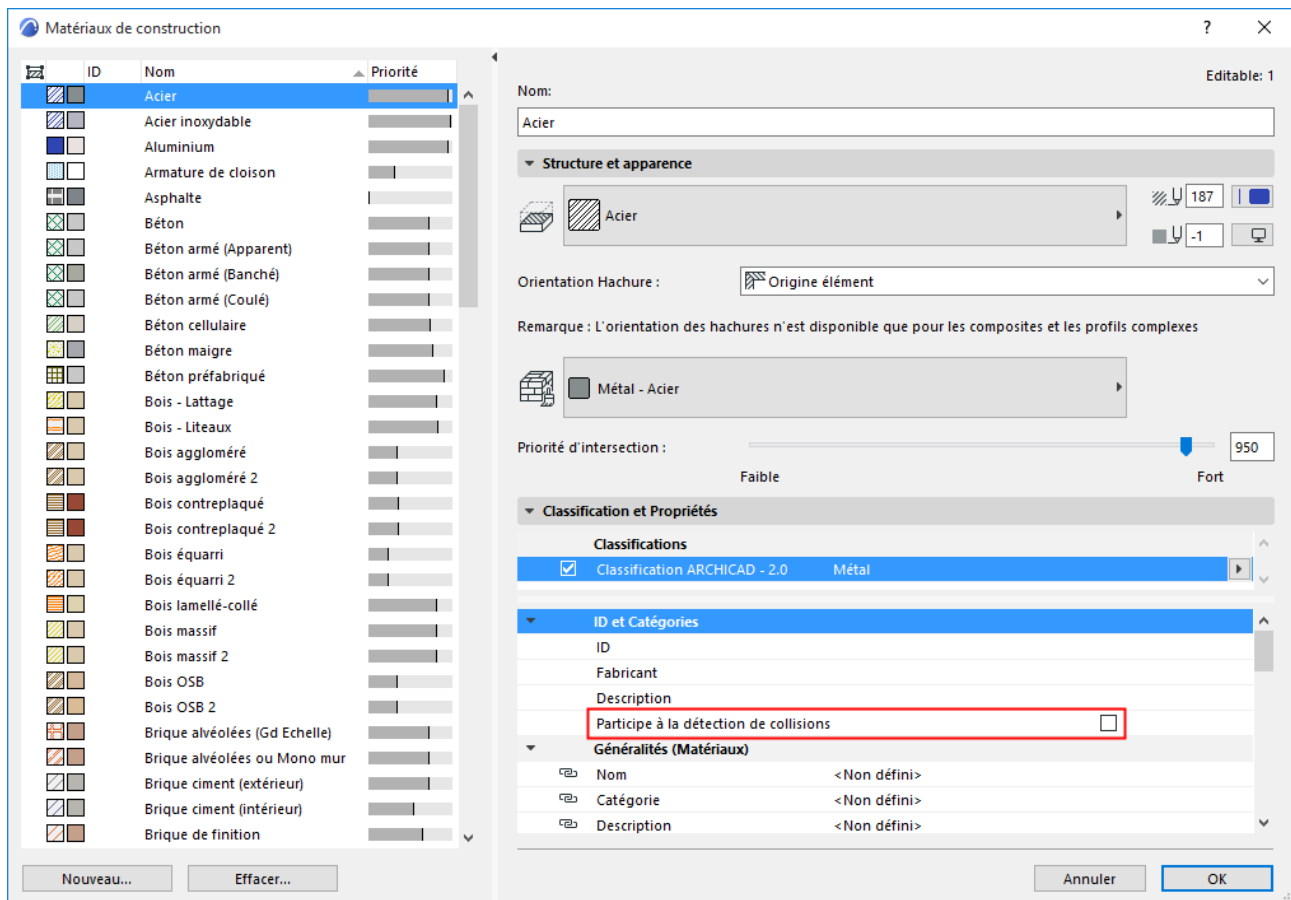 Matériaux de construction
?
ID Nom Priorité
Acier
Acier inoxydable
Aluminium
Armature de cloison
Asphalte
Béton
Béton armé (Apparent)
Béton armé (Banché)
Béton armé (Coulé)
Béton cellulaire
Béton maigre
Béton préfabriqué
Bois - Lattage
Bois - Liteaux
Bois aggloméré
Bois aggloméré 2
Bois contreplaqué
Bois contreplaqué 2
Bois équarri
Bois équarri 2
Bois lamellé-collé
Bois massif
Bois massif 2
Bois OSB
Bois OSB 2
Brique alvéolées (Gd Echelle)
Brique alvéolées ou Mono mur
Brique ciment (extérieur)
Brique ciment (intérieur)
Brique de finition
Nouveau...
Effacer...
Editable: 1
Nom:
Acier
Structure et apparence
Acier
187
-1
Orientation Hachure :
Origine élément
Remarque : L'orientation des hachures n'est disponible que pour les composites et les profils complexes
Métal - Acier
Priorité d'intersection :
950
Faible
Fort
Classification et Propriétés
Classifications
Classification ARCHICAD - 2.0 Métal
ID et Catégories
ID
Fabricant
Description
Participe à la détection de collisions
Généralités (Matériaux)
Nom <Non défini>
Catégorie <Non défini>
Description <Non défini>
Annuler
OK